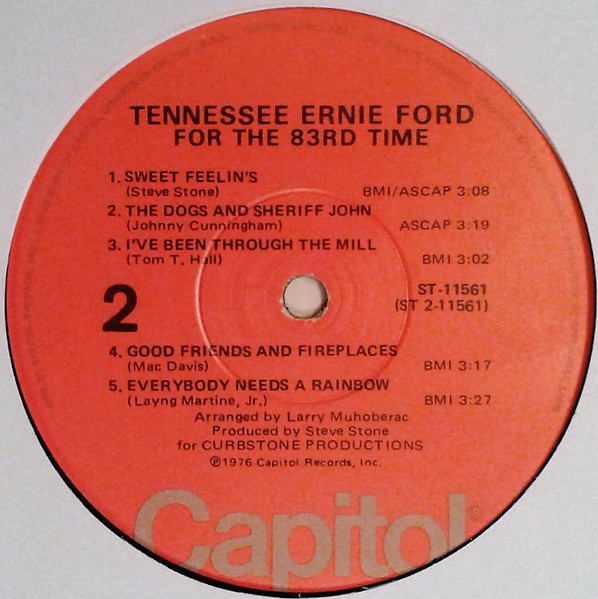 TENNESSEE ERNIE FORD
FOR THE 83RD TIME
1. SWEET FEELIN'S
(Steve Stone) BMI/ASCAP 3:08
2. THE DOGS AND SHERIFF JOHN
(Johnny Cunningham) ASCAP 3:19
3. I'VE BEEN THROUGH THE MILL
(Tom T. Hall) BMI 3:02
2
ST-11561
(ST 2-11561)
4. GOOD FRIENDS AND FIREPLACES
(Mac Davis) BMI 3:17
5. EVERYBODY NEEDS A RAINBOW
(Layng Martine, Jr.) BMI 3:27
Arranged by Larry Muhoberac
Produced by Steve Stone
for CURBSTONE PRODUCTIONS
℗1976 Capitol Records, Inc.
Capitol®